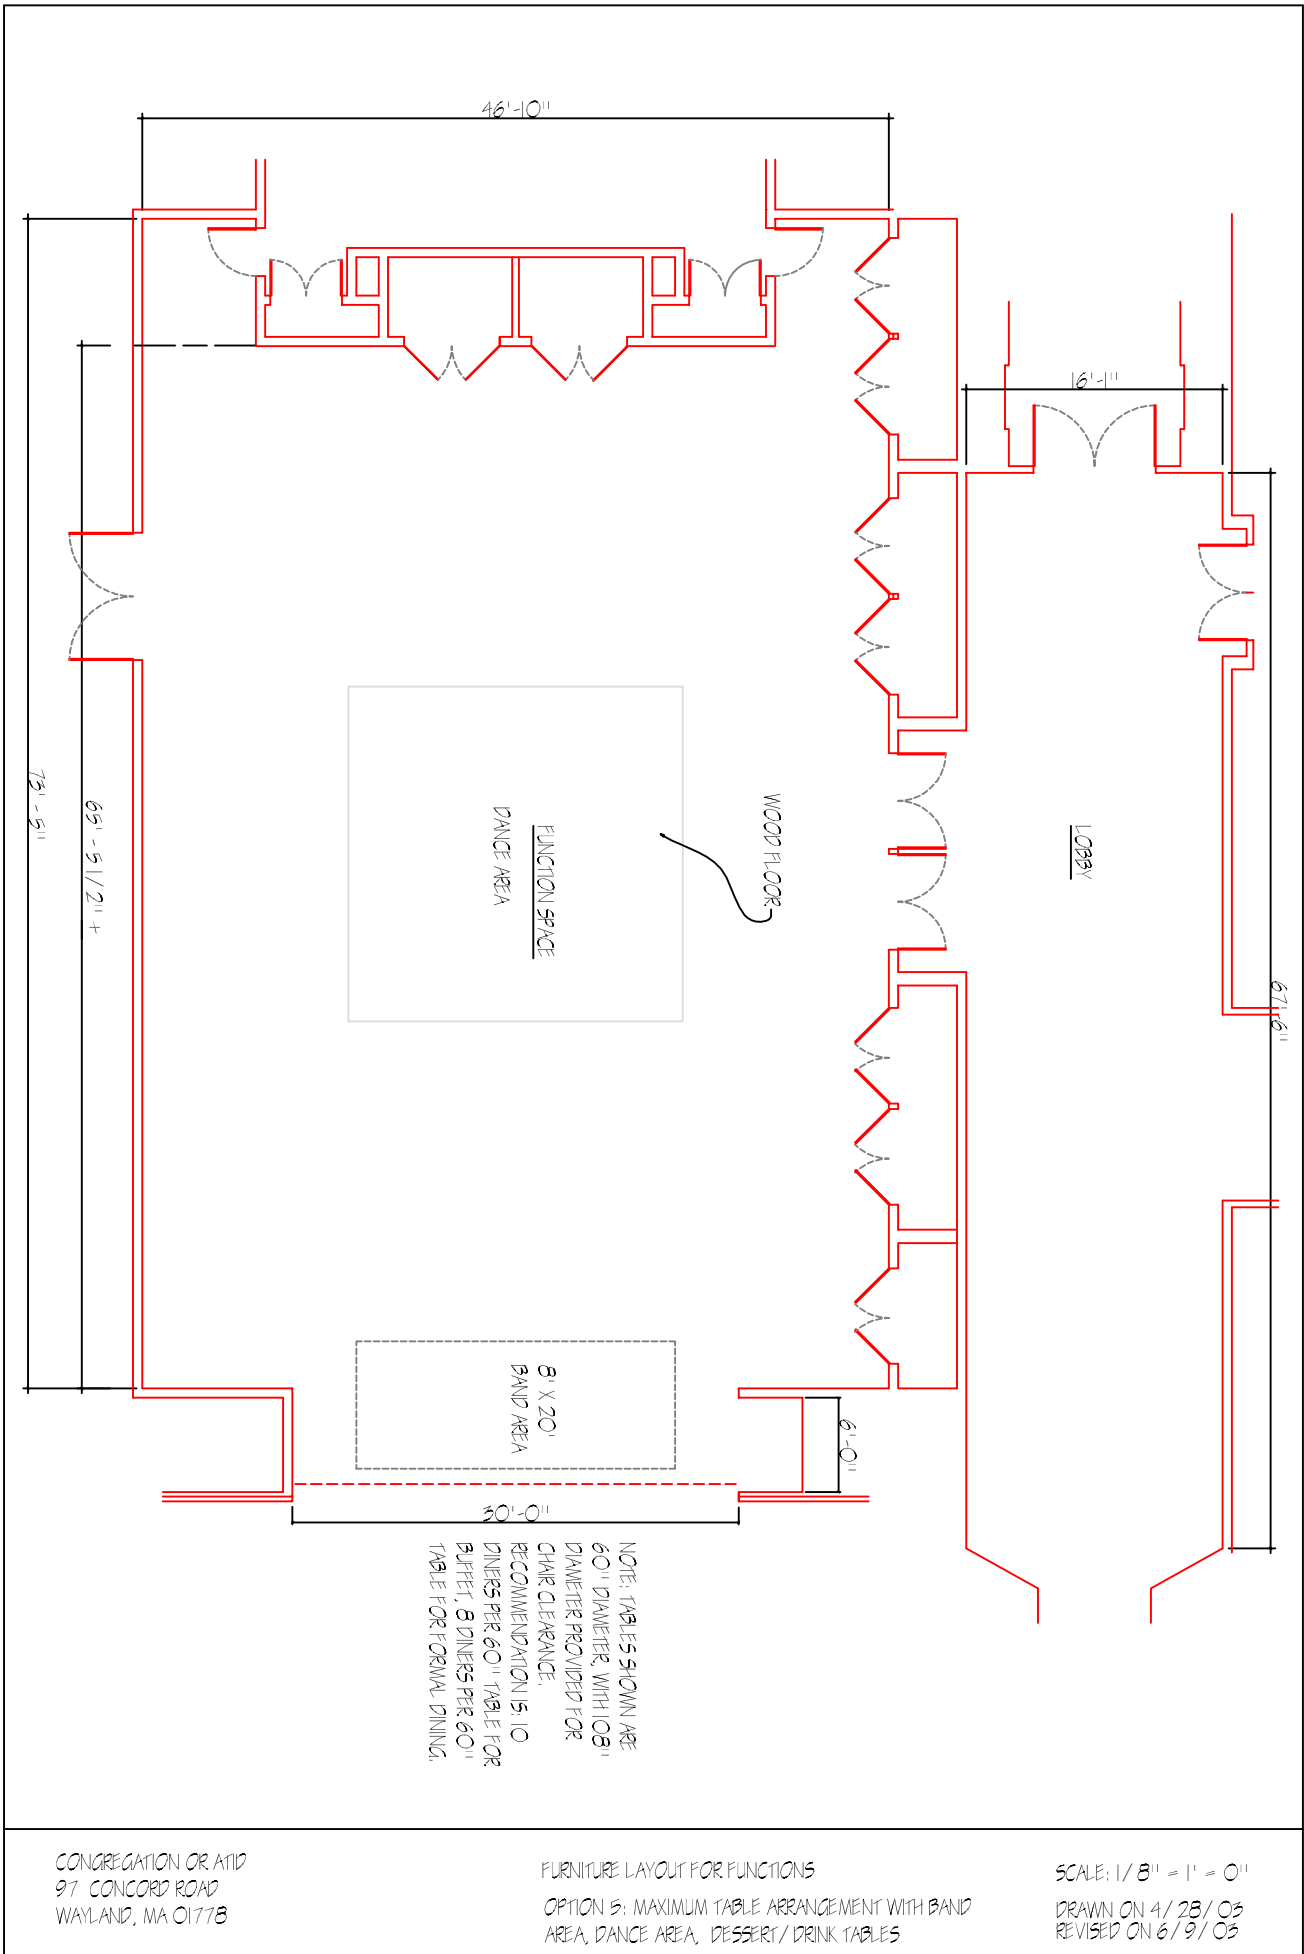 46'-10"
16'-1"
73' - 5"
65' - 5 1/2" +
FUNCTION SPACE
DANCE AREA
WOOD FLOOR
LOBBY
67'-6"
8' X 20'
BAND AREA
6'-0"
30'-0"
NOTE: TABLES SHOWN ARE
60" DIAMETER, WITH 108"
DIAMETER PROVIDED FOR
CHAIR CLEARANCE.
RECOMMENDATION IS: 10
DINERS PER 60" TABLE FOR
BUFFET, 8 DINERS PER 60"
TABLE FOR FORMAL DINING.
CONGREGATION OR ATID
97 CONCORD ROAD
WAYLAND, MA 01778
FURNITURE LAYOUT FOR FUNCTIONS
OPTION 5: MAXIMUM TABLE ARRANGEMENT WITH BAND
AREA, DANCE AREA, DESSERT/DRINK TABLES
SCALE: 1/8" = 1' - 0"
DRAWN ON 4/28/03
REVISED ON 6/9/03